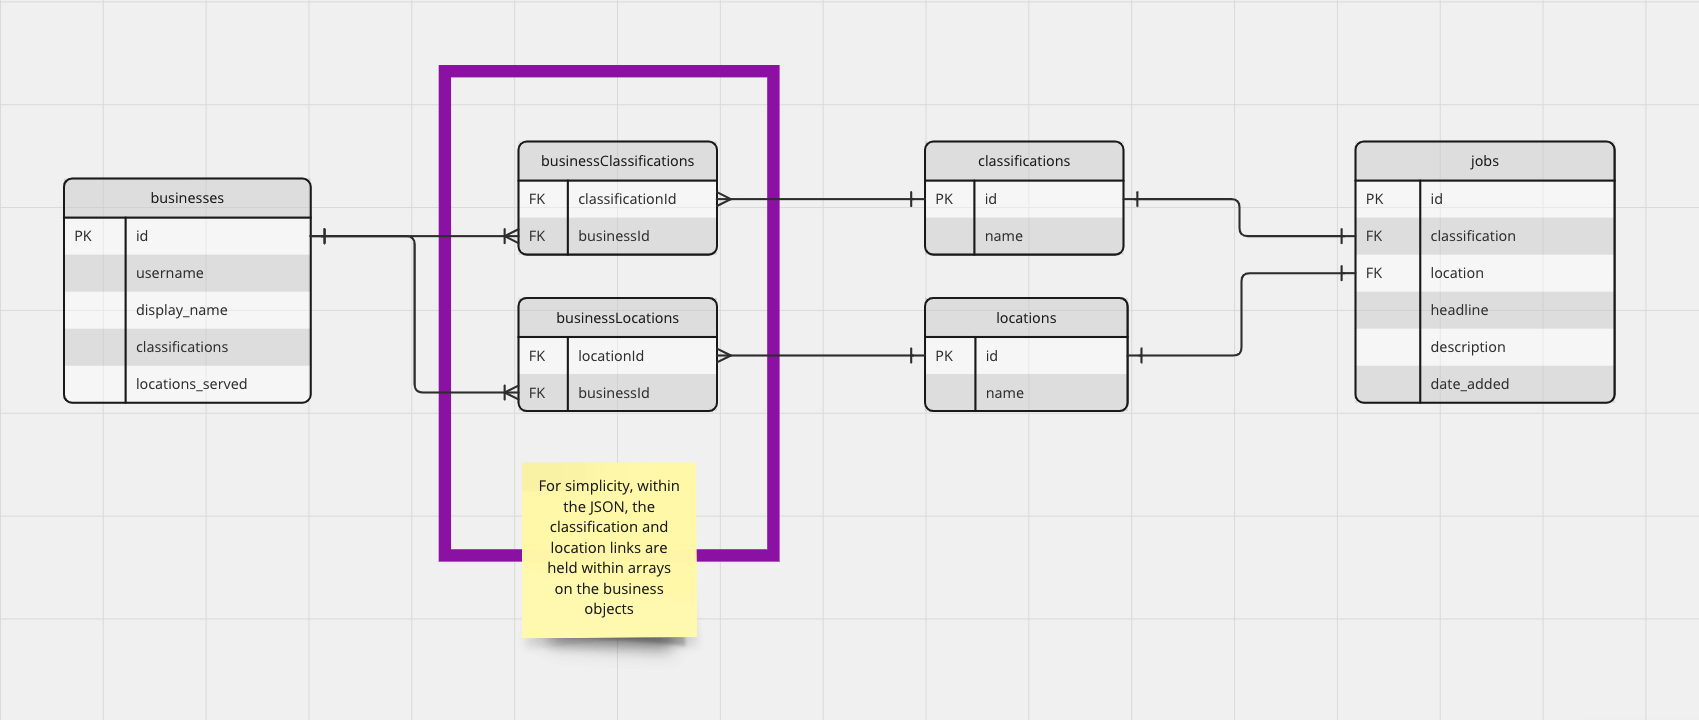 businesses
PK id
username
display_name
classifications
locations_served
businessClassifications
FK classificationId
FK businessId
businessLocations
FK locationId
FK businessId
For simplicity, within
the JSON, the
classification and
location links are
held within arrays
on the business
objects
classifications
PK id
name
locations
PK id
name
jobs
PK id
FK classification
FK location
headline
description
date_added